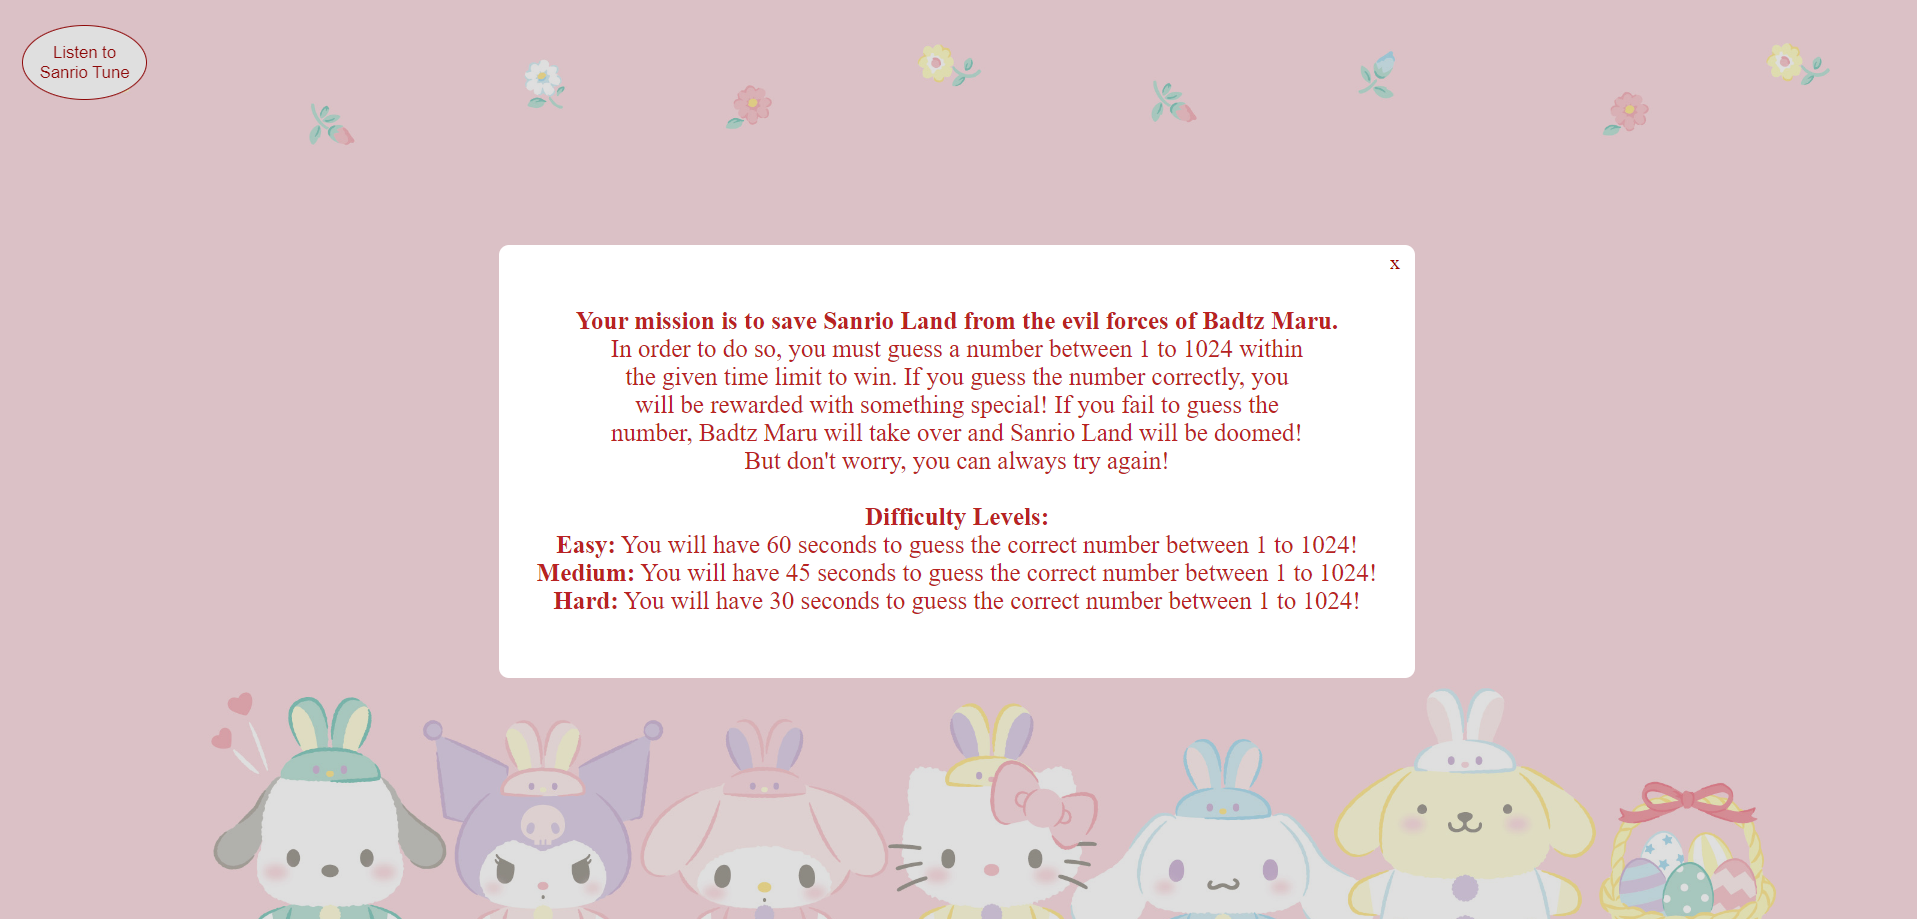 Listen to
Sanrio Tune
x
Your mission is to save Sanrio Land from the evil forces of Badtz Maru.
In order to do so, you must guess a number between 1 to 1024 within
the given time limit to win. If you guess the number correctly, you
will be rewarded with something special! If you fail to guess the
number, Badtz Maru will take over and Sanrio Land will be doomed!
But don't worry, you can always try again!
Difficulty Levels:
Easy: You will have 60 seconds to guess the correct number between 1 to 1024!
Medium: You will have 45 seconds to guess the correct number between 1 to 1024!
Hard: You will have 30 seconds to guess the correct number between 1 to 1024!